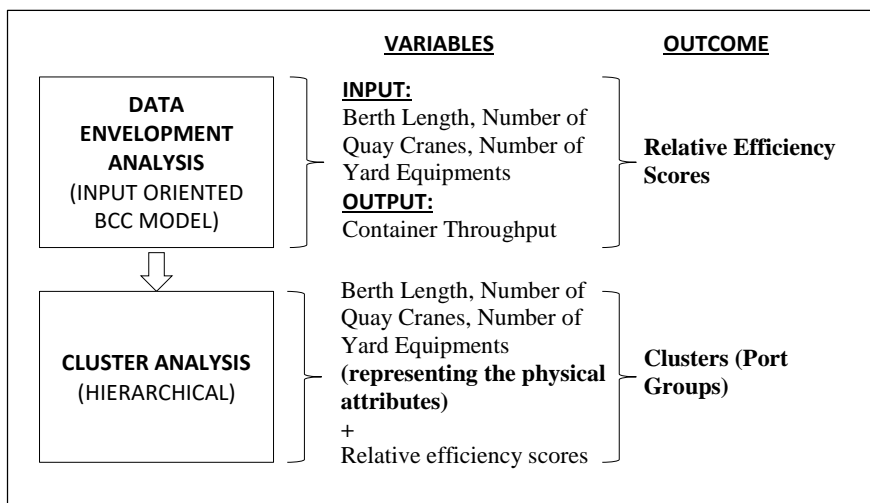 VARIABLES
OUTCOME
DATA
ENVELOPMENT
ANALYSIS
(INPUT ORIENTED
BCC MODEL)
INPUT:
Berth Length, Number of
Quay Cranes, Number of
Yard Equipments
OUTPUT:
Container Throughput
Relative Efficiency
Scores
CLUSTER ANALYSIS
(HIERARCHICAL)
Berth Length, Number of
Quay Cranes, Number of
Yard Equipments
(representing the physical
attributes)
+
Relative efficiency scores
Clusters (Port
Groups)